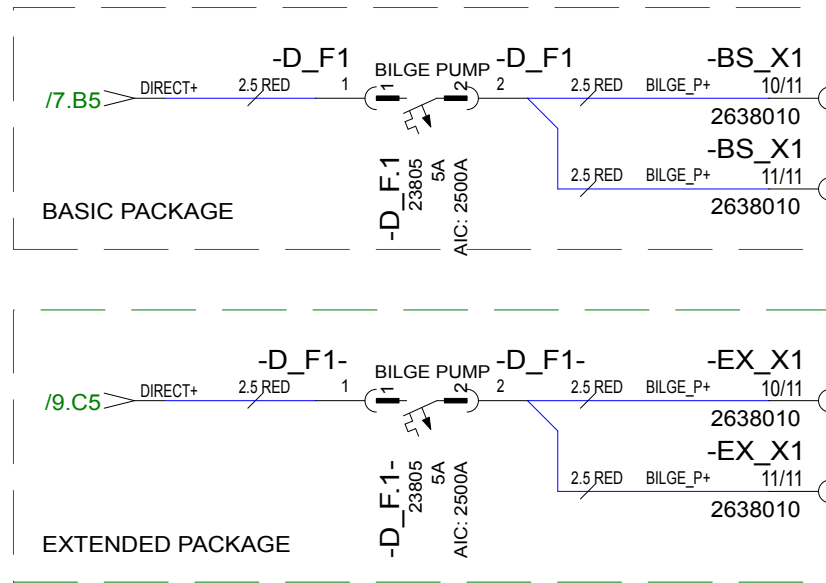 -D_F1
BILGE PUMP
-D_F1
-BS_X1
/7.B5
DIRECT+
2.5 RED
1
1
2
2
2.5 RED
BILGE_P+
10/11
2638010
-BS_X1
2.5 RED
BILGE_P+
11/11
2638010
-D_F.1
23805
5A
AIC: 2500A
BASIC PACKAGE
-D_F1-
BILGE PUMP
-D_F1-
-EX_X1
/9.C5
DIRECT+
2.5 RED
1
1
2
2
2.5 RED
BILGE_P+
10/11
2638010
-EX_X1
2.5 RED
BILGE_P+
11/11
2638010
-D_F.1-
23805
5A
AIC: 2500A
EXTENDED PACKAGE